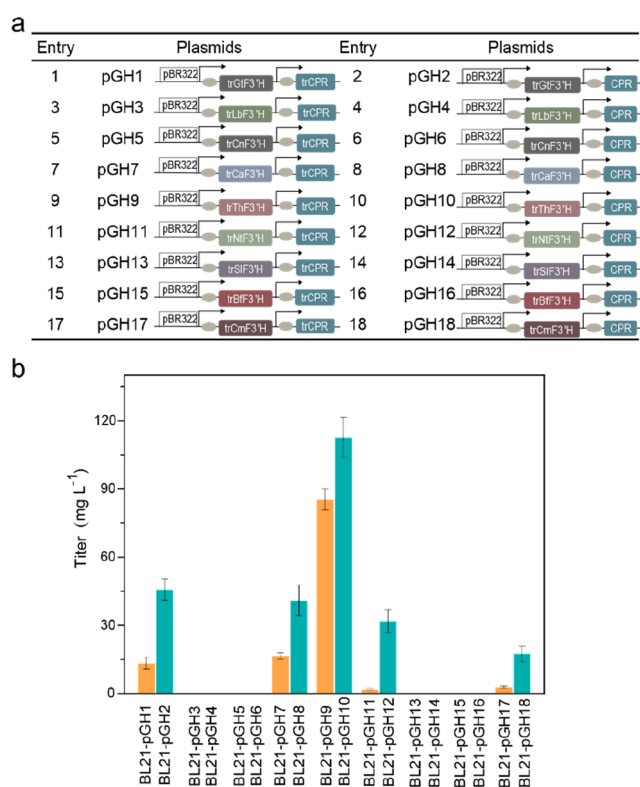 a
Entry Plasmids Entry Plasmids
1 pGH1 pBR322 trGtF3'H trCPR 2 pGH2 pBR322 trGtF3'H CPR
3 pGH3 pBR322 trLbF3'H trCPR 4 pGH4 pBR322 trLbF3'H CPR
5 pGH5 pBR322 trCnF3'H trCPR 6 pGH6 pBR322 trCnF3'H CPR
7 pGH7 pBR322 trCaF3'H trCPR 8 pGH8 pBR322 trCaF3'H CPR
9 pGH9 pBR322 trThF3'H trCPR 10 pGH10 pBR322 trThF3'H CPR
11 pGH11 pBR322 trNtF3'H trCPR 12 pGH12 pBR322 trNtF3'H CPR
13 pGH13 pBR322 trSlF3'H trCPR 14 pGH14 pBR322 trSlF3'H CPR
15 pGH15 pBR322 trBfF3'H trCPR 16 pGH16 pBR322 trBfF3'H CPR
17 pGH17 pBR322 trCmF3'H trCPR 18 pGH18 pBR322 trCmF3'H CPR
b
Titer (mg L⁻¹)
120
90
60
30
0
BL21-pGH1
BL21-pGH2
BL21-pGH3
BL21-pGH4
BL21-pGH5
BL21-pGH6
BL21-pGH7
BL21-pGH8
BL21-pGH9
BL21-pGH10
BL21-pGH11
BL21-pGH12
BL21-pGH13
BL21-pGH14
BL21-pGH15
BL21-pGH16
BL21-pGH17
BL21-pGH18